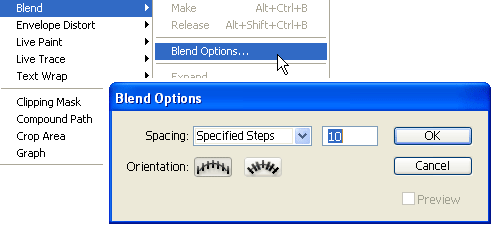 Blend
Make Alt+Ctrl+B
Envelope Distort
Release Alt+Shift+Ctrl+B
Live Paint
Blend Options...
Live Trace
Text Wrap
Expand
Blend Options
Clipping Mask
Compound Path
Spacing: Specified Steps 10 OK
Crop Area
Graph
Orientation: Cancel
Preview